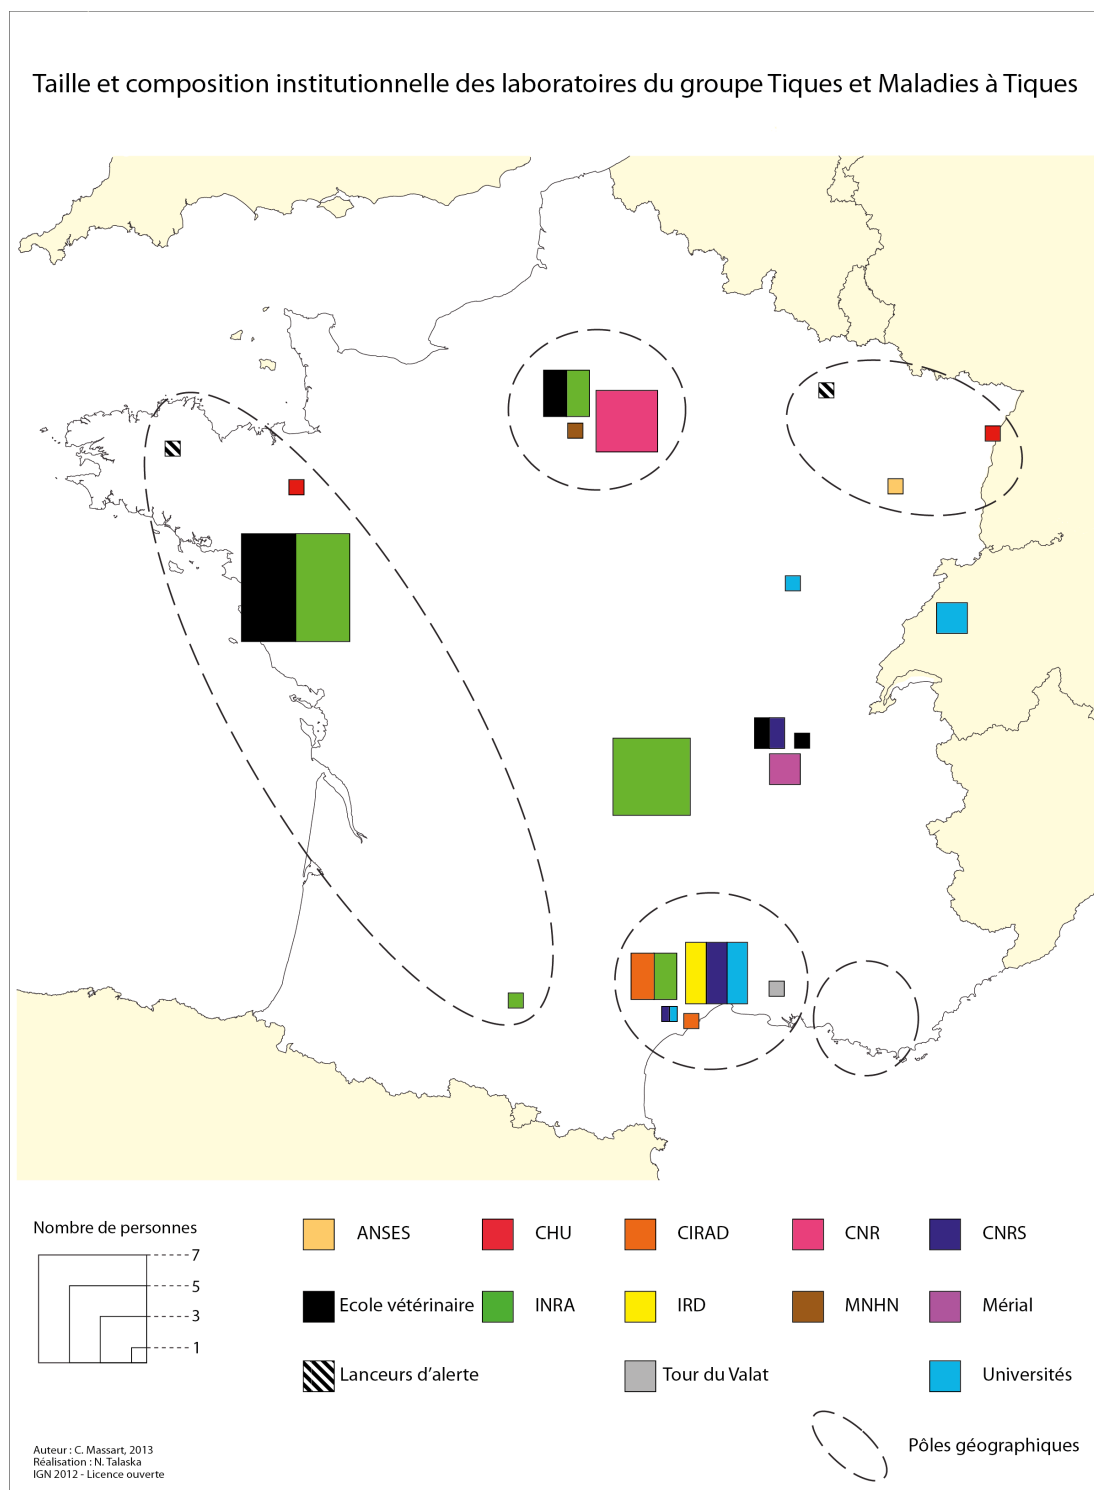 Taille et composition institutionnelle des laboratoires du groupe Tiques et Maladies à Tiques
Nombre de personnes
7
5
3
1
ANSES
CHU
CIRAD
CNR
CNRS
Ecole vétérinaire
INRA
IRD
MNHN
Mérial
Lanceurs d'alerte
Tour du Valat
Universités
Pôles géographiques
Auteur : C. Massart, 2013
Réalisation : N. Talaska
IGN 2012 - Licence ouverte